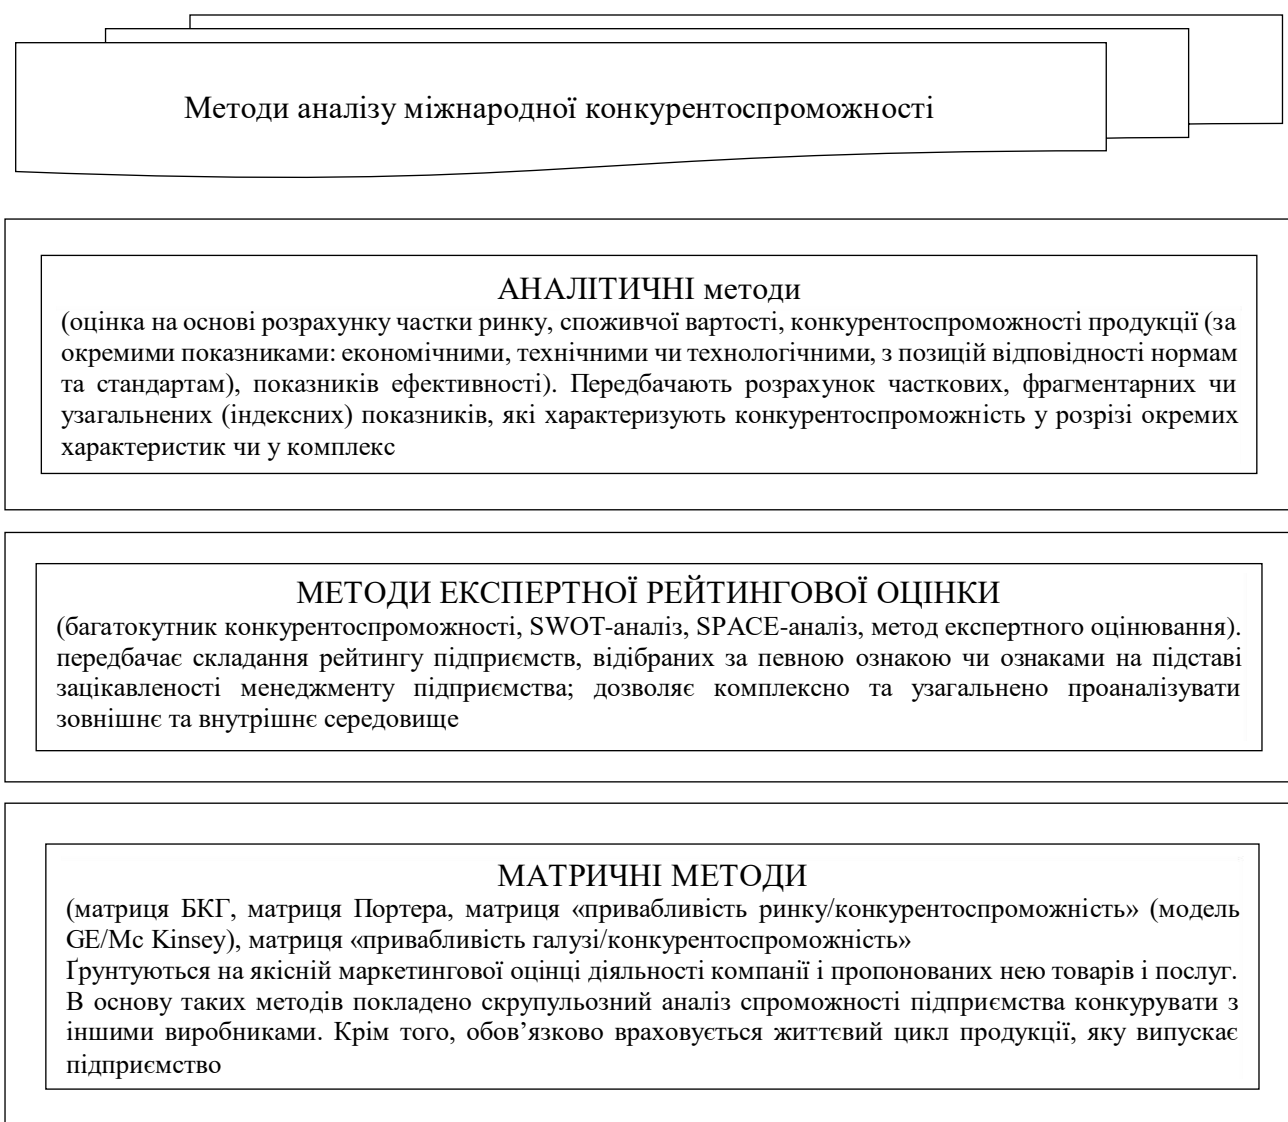 Методи аналізу міжнародної конкурентоспроможності
АНАЛІТИЧНІ методи
(оцінка на основі розрахунку частки ринку, споживчої вартості, конкурентоспроможності продукції (за
окремими показниками: економічними, технічними чи технологічними, з позицій відповідності нормам
та стандартам), показників ефективності). Передбачають розрахунок часткових, фрагментарних чи
узагальнених (індексних) показників, які характеризують конкурентоспроможність у розрізі окремих
характеристик чи у комплекс
МЕТОДИ ЕКСПЕРТНОЇ РЕЙТИНГОВОЇ ОЦІНКИ
(багатокутник конкурентоспроможності, SWOT-аналіз, SPACE-аналіз, метод експертного оцінювання).
передбачає складання рейтингу підприємств, відібраних за певною ознакою чи ознаками на підставі
зацікавленості менеджменту підприємства; дозволяє комплексно та узагальнено проаналізувати
зовнішнє та внутрішнє середовище
МАТРИЧНІ МЕТОДИ
(матриця БКГ, матриця Портера, матриця «привабливість ринку/конкурентоспроможність» (модель
GE/Mc Kinsey), матриця «привабливість галузі/конкурентоспроможність»
Ґрунтуються на якісній маркетингової оцінці діяльності компанії і пропонованих нею товарів і послуг.
В основу таких методів покладено скрупульозний аналіз спроможності підприємства конкурувати з
іншими виробниками. Крім того, обов’язково враховується життєвий цикл продукції, яку випускає
підприємство